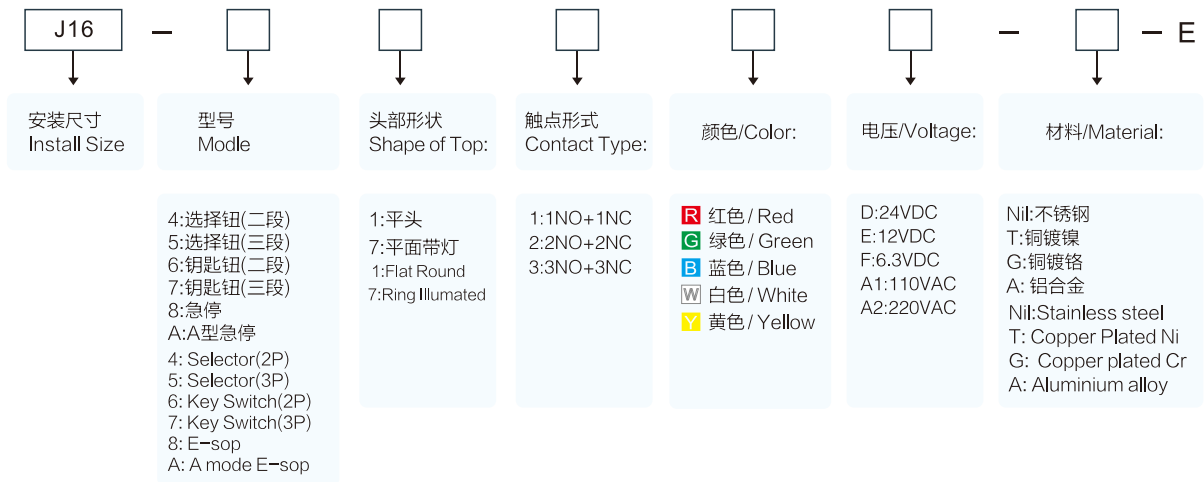 J16 – – – E
安装尺寸
Install Size
型号
Modle
头部形状
Shape of Top:
触点形式
Contact Type:
颜色/Color:
电压/Voltage:
材料/Material:
4:选择钮(二段)
5:选择钮(三段)
6:钥匙钮(二段)
7:钥匙钮(三段)
8:急停
A:A型急停
4: Selector(2P)
5: Selector(3P)
6: Key Switch(2P)
7: Key Switch(3P)
8: E-sop
A: A mode E-sop
1:平头
7:平面带灯
1:Flat Round
7:Ring Illumated
1:1NO+1NC
2:2NO+2NC
3:3NO+3NC
R 红色/Red
G 绿色/Green
B 蓝色/Blue
W 白色/White
Y 黄色/Yellow
D:24VDC
E:12VDC
F:6.3VDC
A1:110VAC
A2:220VAC
Nil:不锈钢
T:铜镀镍
G:铜镀铬
A: 铝合金
Nil:Stainless steel
T: Copper Plated Ni
G: Copper plated Cr
A: Aluminium alloy